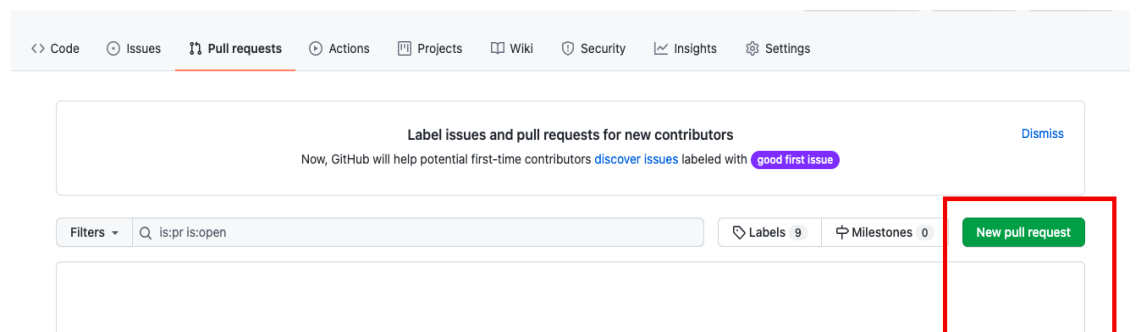 Code Issues Pull requests Actions Projects Wiki Security Insights Settings
Label issues and pull requests for new contributors
Dismiss
Now, GitHub will help potential first-time contributors discover issues labeled with good first issue
Filters is:pr is:open Labels 9 Milestones 0 New pull request